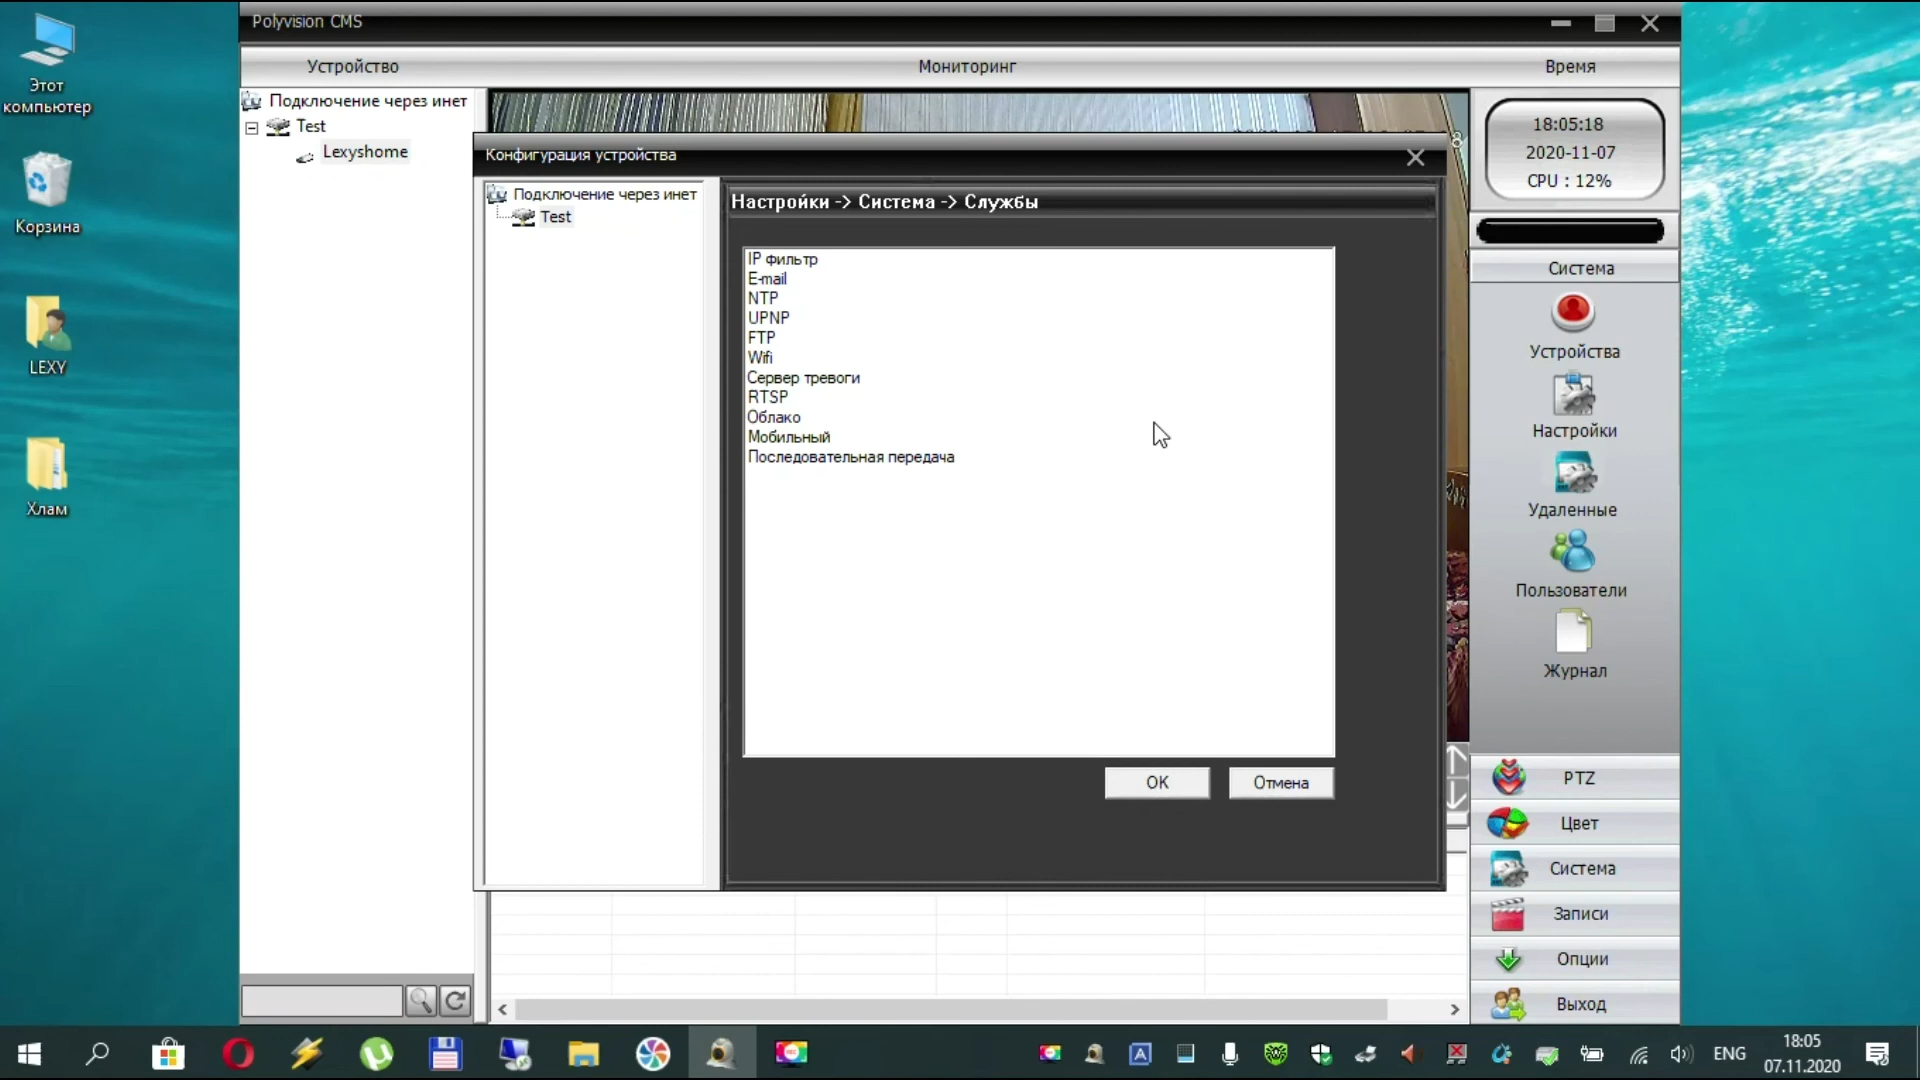 Polyvision CMS
Устройство
Мониторинг
Время
Этот
компьютер
Корзина
LEXY
Хлам
Подключение через инет
Test
Lexyshome
Конфигурация устройства
Подключение через инет
Test
Настройки -> Система -> Службы
IP фильтр
E-mail
NTP
UPNP
FTP
Wifi
Сервер тревоги
RTSP
Облако
Мобильный
Последовательная передача
OK
Отмена
18:05:18
2020-11-07
CPU : 12%
Система
Устройства
Настройки
Удаленные
Пользователи
Журнал
PTZ
Цвет
Система
Записи
Опции
Выход
ENG
18:05
07.11.2020